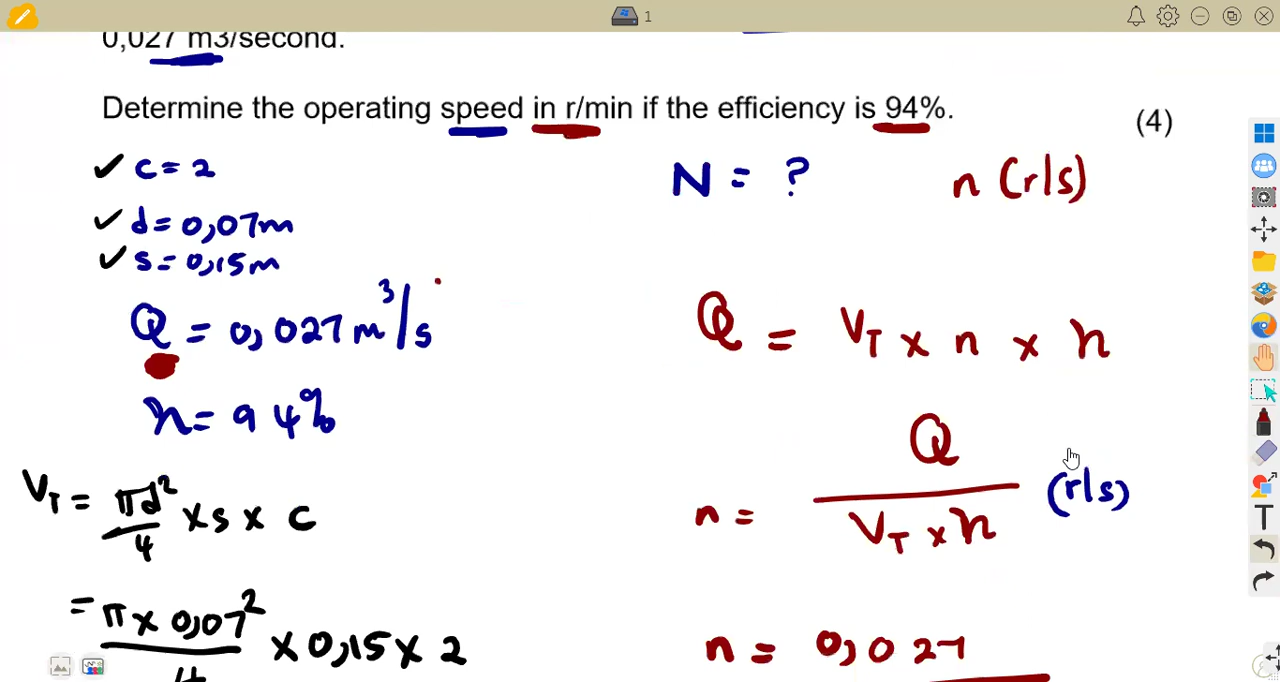 1
0,027 m3/second.
Determine the operating speed in r/min if the efficiency is 94%.
(4)
✓ c = 2
N = ?
n (r/s)
✓ d = 0,07m
✓ s = 0,15m
Q = 0,027 m³/s
Q = V_T × n × η
η = 94%
n = Q / (V_T × η) (r/s)
V_T = πd²/4 × s × c
= π × 0,07²/4 × 0,15 × 2
n = 0,027
T